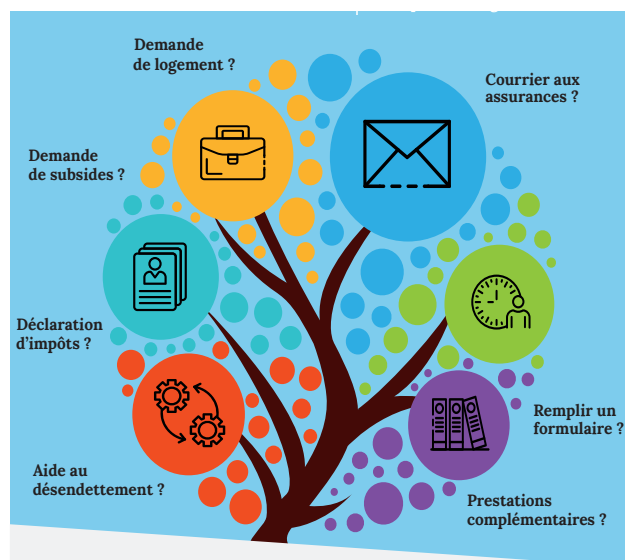 Demande
de logement ?
Courrier aux
assurances ?
Demande
de subsides ?
Déclaration
d’impôts ?
Remplir un
formulaire ?
Aide au
désendettement ?
Prestations
complémentaires ?